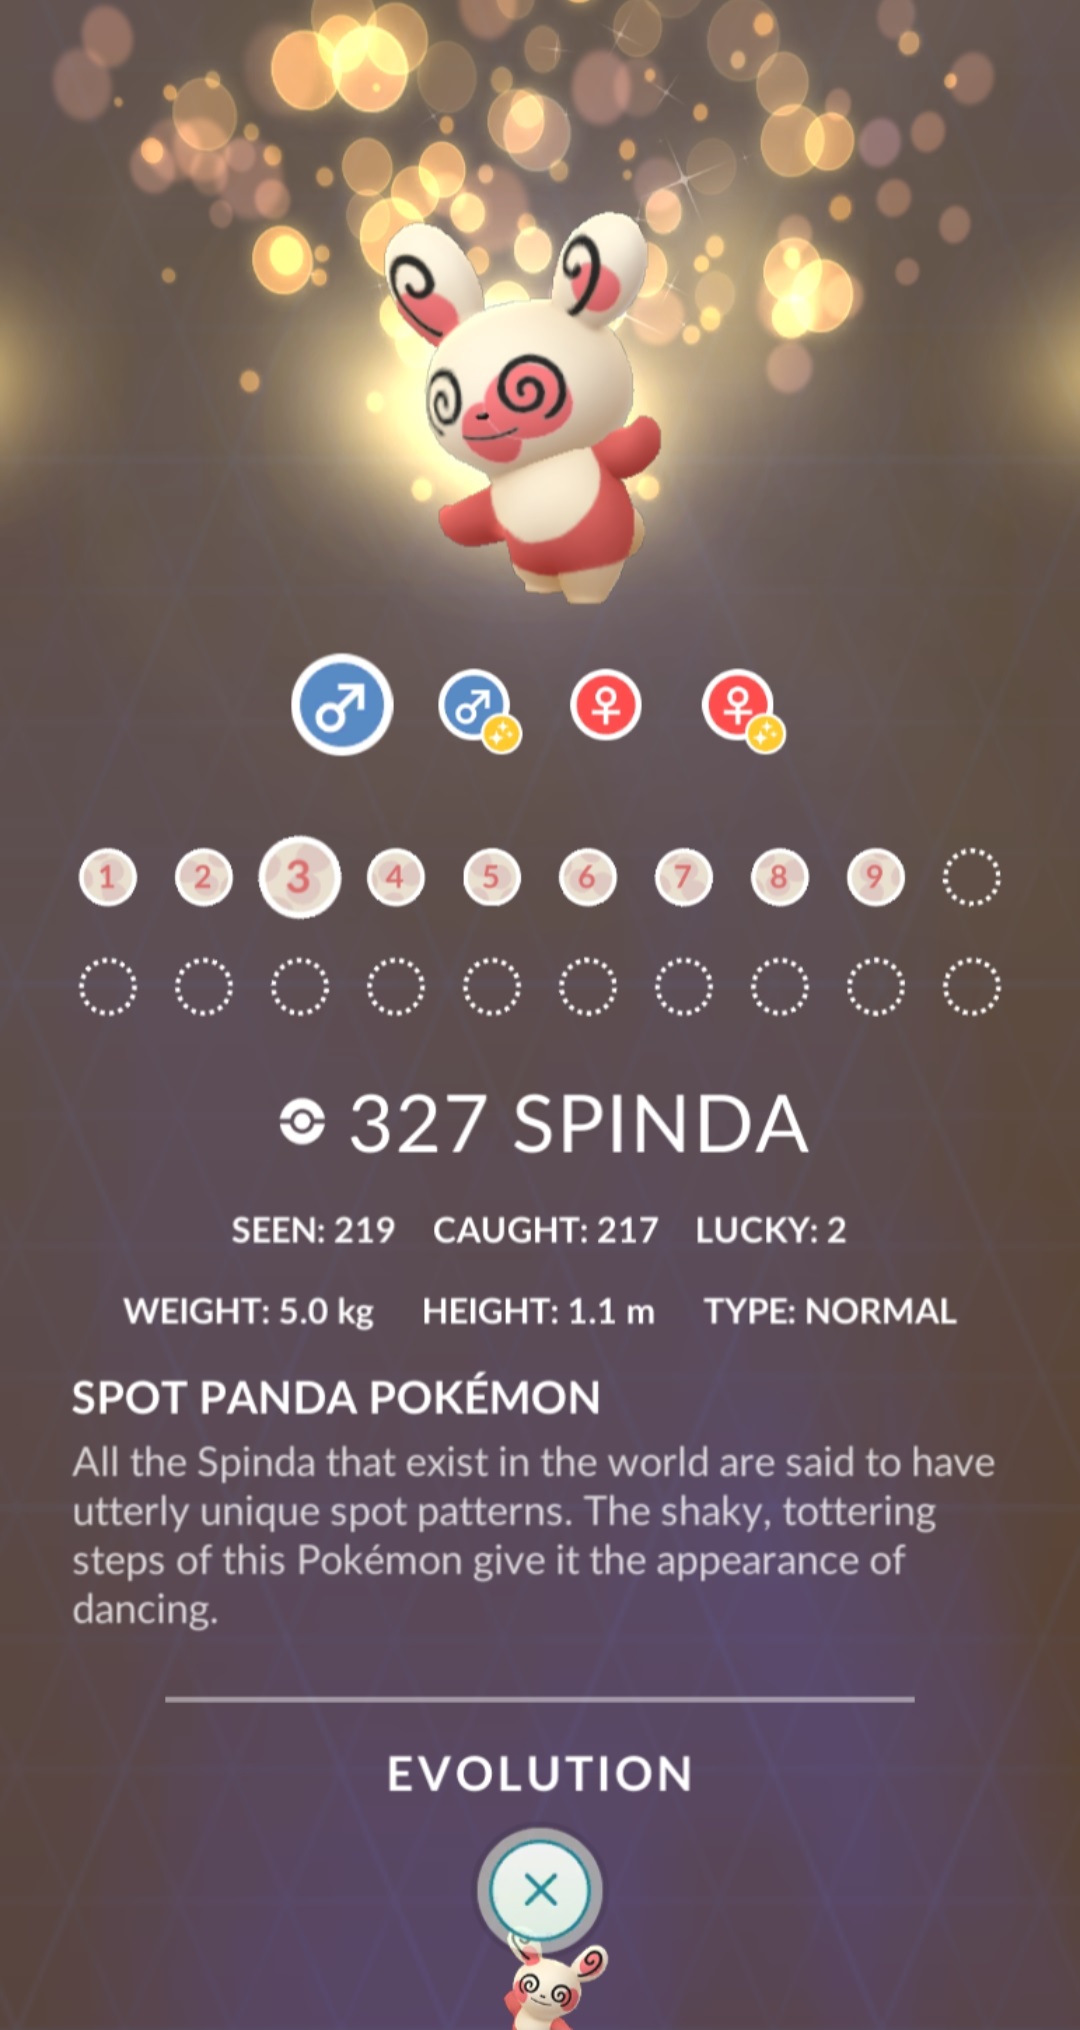 1 2 3 4 5 6 7 8 9
327 SPINDA
SEEN: 219 CAUGHT: 217 LUCKY: 2
WEIGHT: 5.0 kg HEIGHT: 1.1 m TYPE: NORMAL
SPOT PANDA POKÉMON
All the Spinda that exist in the world are said to have
utterly unique spot patterns. The shaky, tottering
steps of this Pokémon give it the appearance of
dancing.
EVOLUTION